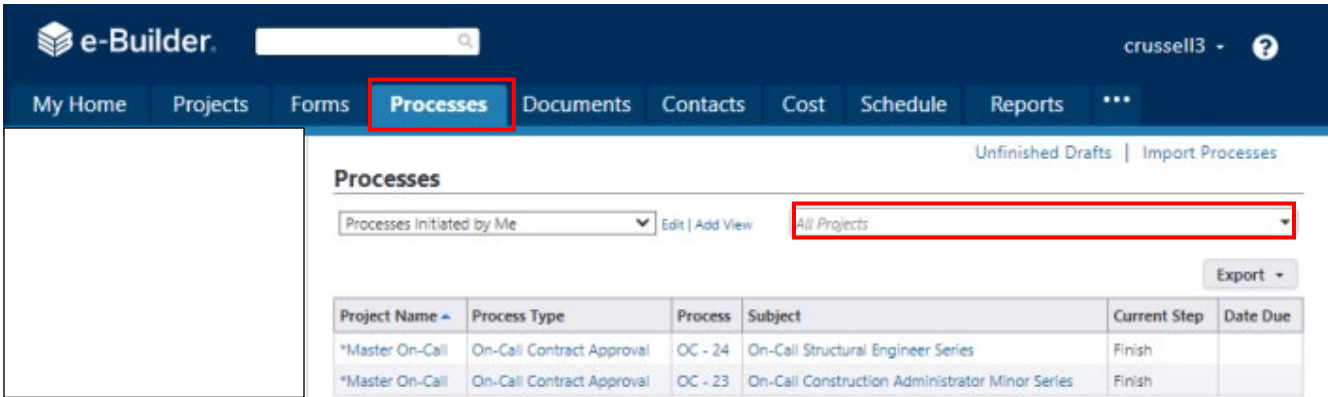 e-Builder. crussell3 ?
My Home Projects Forms Processes Documents Contacts Cost Schedule Reports •••
Unfinished Drafts | Import Processes
Processes
Processes Initiated by Me Edit | Add View All Projects
Export
Project Name Process Type Process Subject Current Step Date Due
*Master On-Call On-Call Contract Approval OC - 24 On-Call Structural Engineer Series Finish
*Master On-Call On-Call Contract Approval OC - 23 On-Call Construction Administrator Minor Series Finish